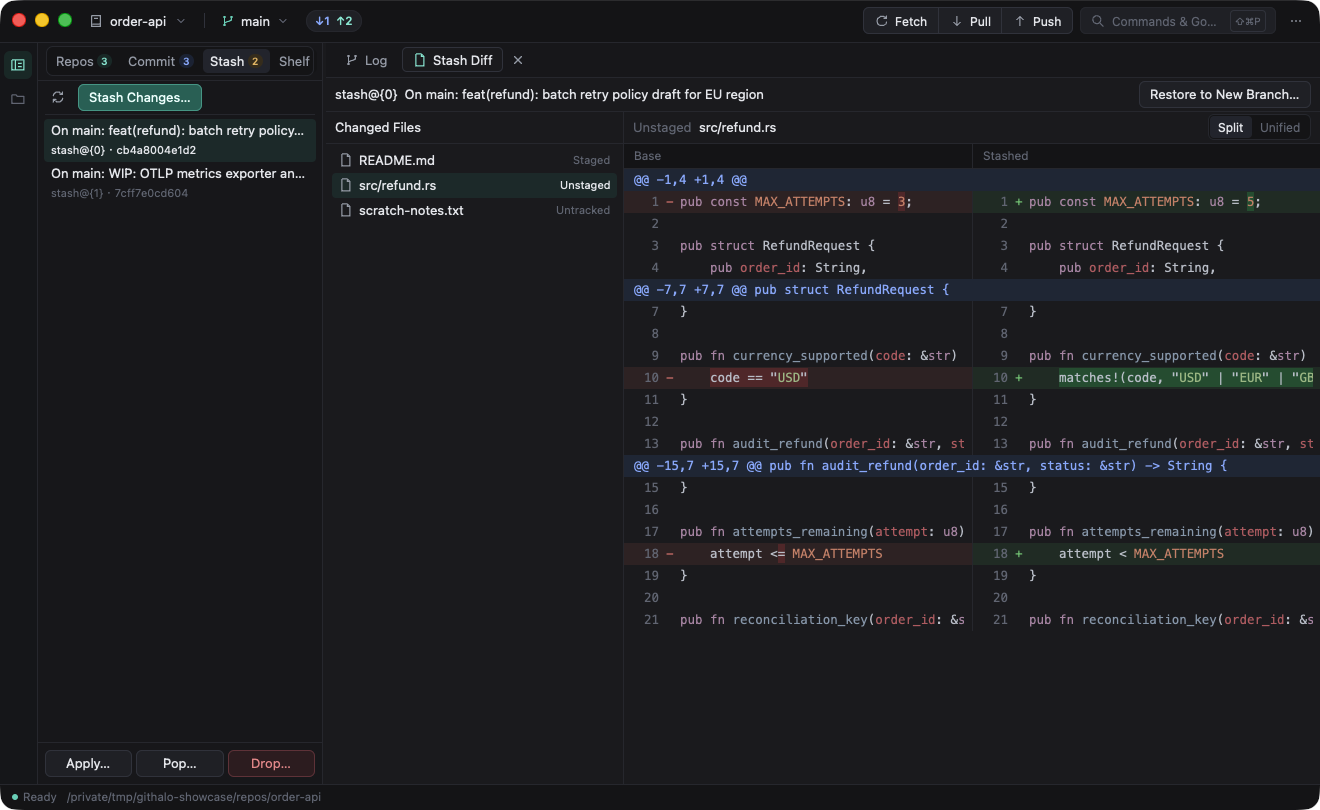 order-api main ↓1 ↑2 Fetch Pull Push Commands & Go... ⇧⌘P ...
Repos 3 Commit 3 Stash 2 Shelf
Log Stash Diff ×
Stash Changes...
stash@{0} On main: feat(refund): batch retry policy draft for EU region Restore to New Branch...
On main: feat(refund): batch retry policy...
stash@{0} · cb4a8004e1d2
On main: WIP: OTLP metrics exporter an...
stash@{1} · 7cff7e0cd604
Changed Files
README.md Staged
src/refund.rs Unstaged
scratch-notes.txt Untracked
Unstaged src/refund.rs Split Unified
Base Stashed
@@ -1,4 +1,4 @@
1 - pub const MAX_ATTEMPTS: u8 = 3; 1 + pub const MAX_ATTEMPTS: u8 = 5;
2 2
3 pub struct RefundRequest { 3 pub struct RefundRequest {
4 pub order_id: String, 4 pub order_id: String,
@@ -7,7 +7,7 @@ pub struct RefundRequest {
7 } 7 }
8 8
9 pub fn currency_supported(code: &str) 9 pub fn currency_supported(code: &str)
10 - code == "USD" 10 + matches!(code, "USD" | "EUR" | "GB
11 } 11 }
12 12
13 pub fn audit_refund(order_id: &str, st 13 pub fn audit_refund(order_id: &str, st
@@ -15,7 +15,7 @@ pub fn audit_refund(order_id: &str, status: &str) -> String {
15 } 15 }
16 16
17 pub fn attempts_remaining(attempt: u8) 17 pub fn attempts_remaining(attempt: u8)
18 - attempt <= MAX_ATTEMPTS 18 + attempt < MAX_ATTEMPTS
19 } 19 }
20 20
21 pub fn reconciliation_key(order_id: &s 21 pub fn reconciliation_key(order_id: &s
Apply... Pop... Drop...
Ready /private/tmp/githalo-showcase/repos/order-api